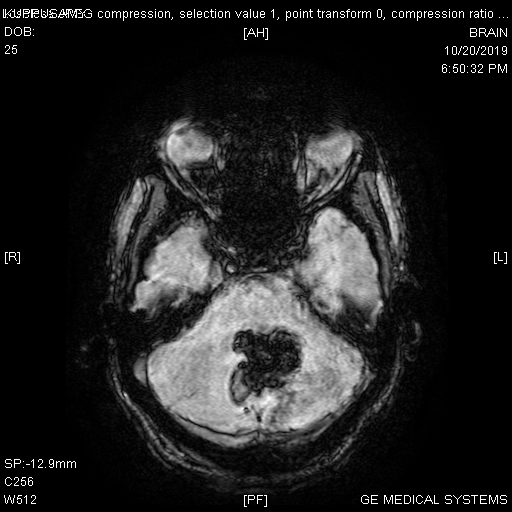 compression, selection value 1, point transform 0, compression ratio ...
DOB:
25
[AH]
BRAIN
10/20/2019
6:50:32 PM
[R]
[L]
SP:-12.9mm
C256
W512
[PF]
GE MEDICAL SYSTEMS